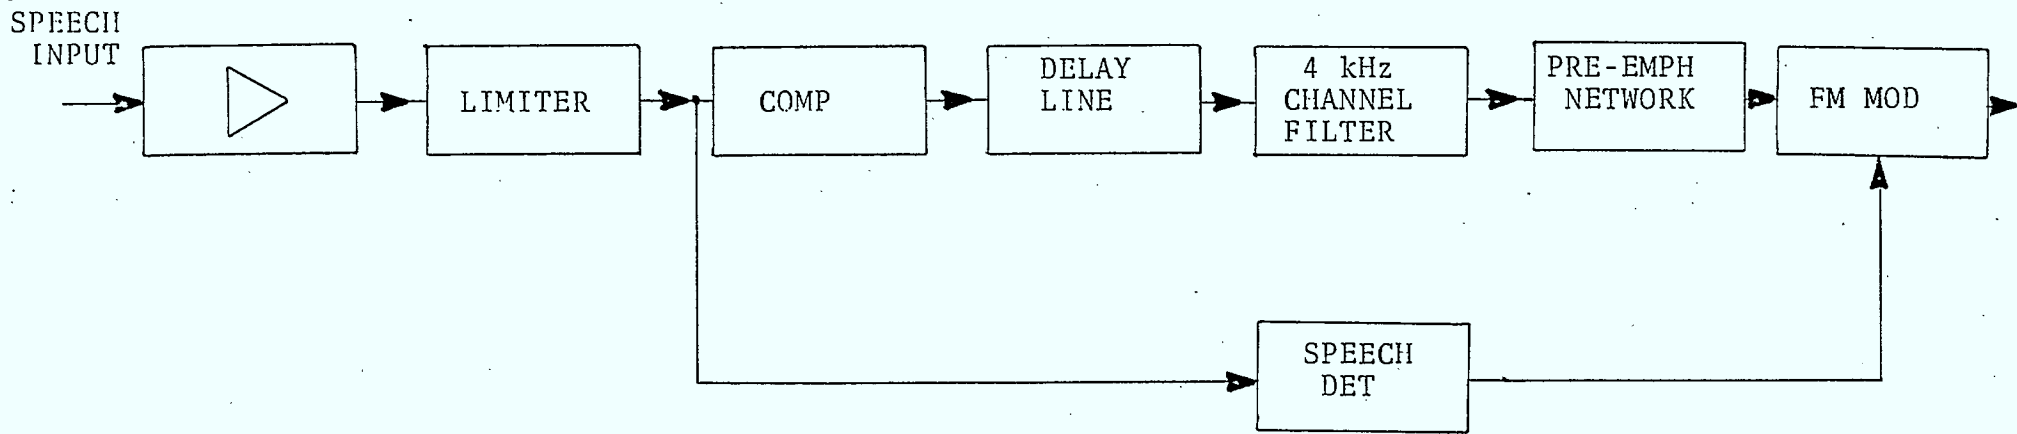 SPEECH
INPUT
LIMITER
COMP
DELAY
LINE
4 kHz
CHANNEL
FILTER
PRE-EMPH
NETWORK
FM MOD
SPEECH
DET